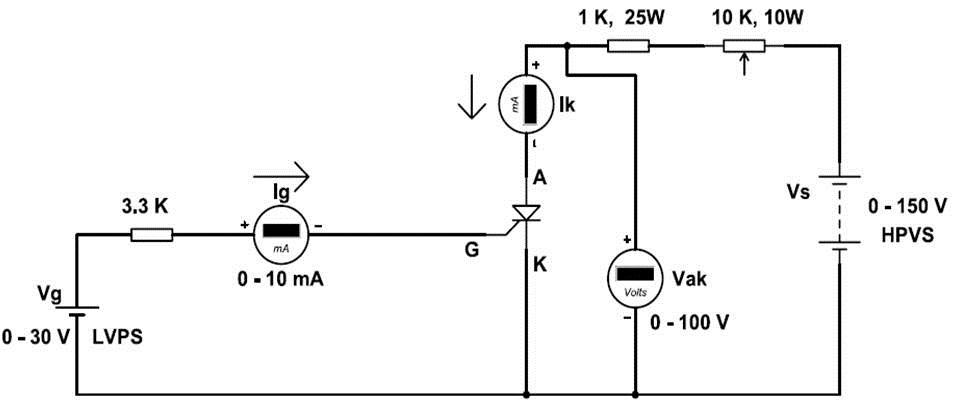 1 K, 25W
10 K, 10W
+
mA
Ik
-
A
Vs
0 - 150 V
HPVS
3.3 K
Ig
+
-
mA
0 - 10 mA
G
K
+
Volts
Vak
-
0 - 100 V
Vg
0 - 30 V
LVPS